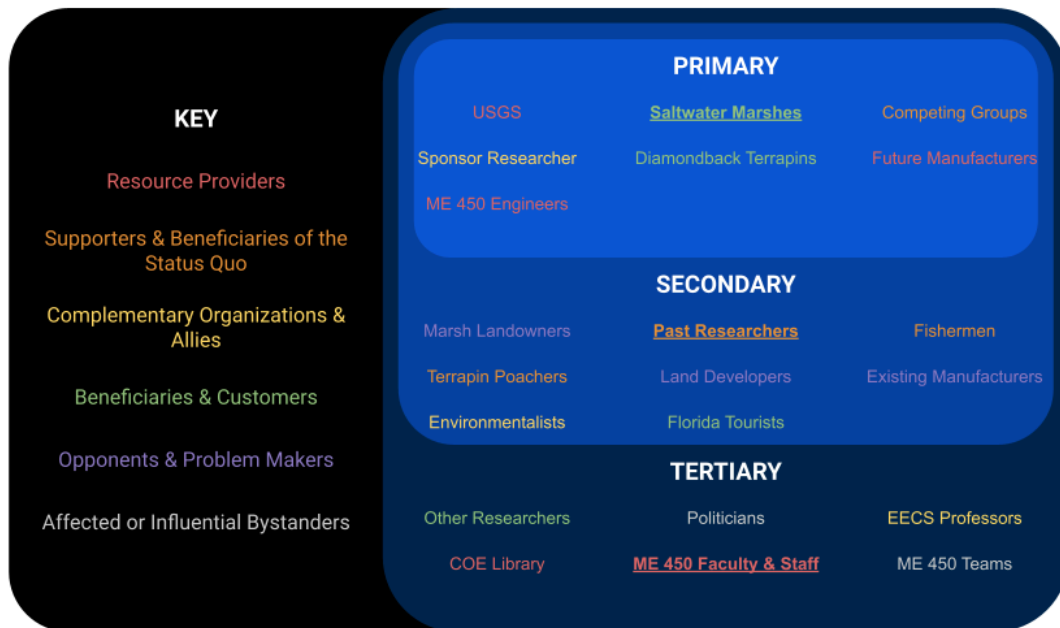 KEY
Resource Providers
Supporters & Beneficiaries of the
Status Quo
Complementary Organizations &
Allies
Beneficiaries & Customers
Opponents & Problem Makers
Affected or Influential Bystanders
PRIMARY
USGS Saltwater Marshes Competing Groups
Sponsor Researcher Diamondback Terrapins Future Manufacturers
ME 450 Engineers
SECONDARY
Marsh Landowners Past Researchers Fishermen
Terrapin Poachers Land Developers Existing Manufacturers
Environmentalists Florida Tourists
TERTIARY
Other Researchers Politicians EECS Professors
COE Library ME 450 Faculty & Staff ME 450 Teams